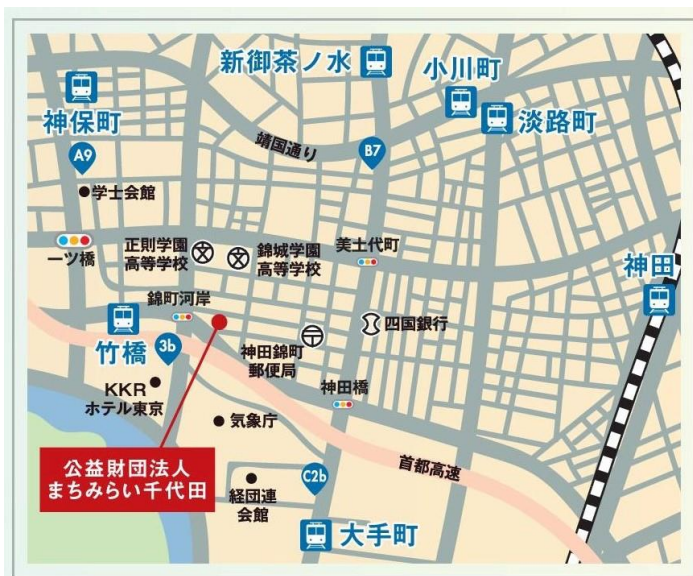 新御茶ノ水
小川町
淡路町
神保町
靖国通り
B7
A9
学士会館
一ツ橋
正則学園
高等学校
錦城学園
高等学校
美土代町
神田
錦町河岸
竹橋
3b
四国銀行
神田錦町
郵便局
神田橋
KKR
ホテル東京
気象庁
首都高速
公益財団法人
まちみらい千代田
経団連
会館
C2b
大手町